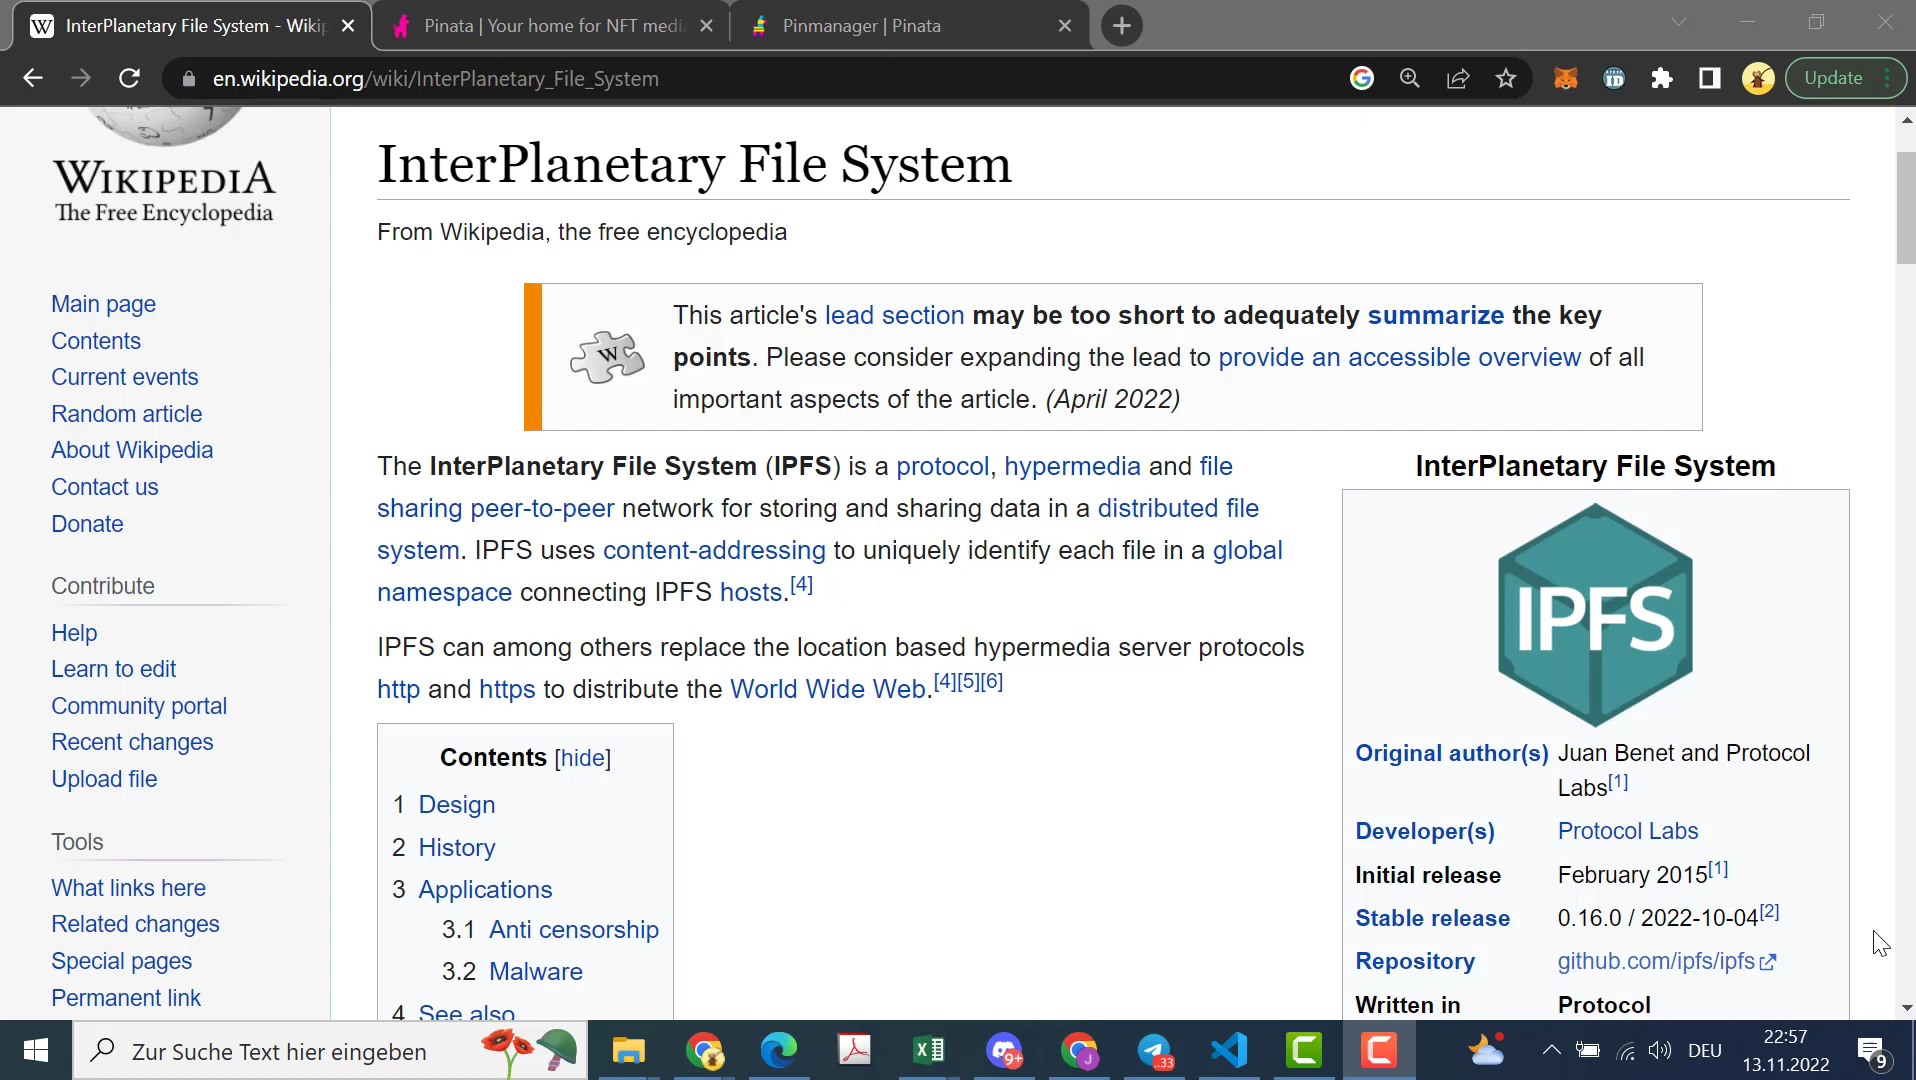 InterPlanetary File System - Wikip
Pinata | Your home for NFT media
Pinmanager | Pinata
en.wikipedia.org/wiki/InterPlanetary_File_System
Update
WIKIPEDIA
The Free Encyclopedia
Main page
Contents
Current events
Random article
About Wikipedia
Contact us
Donate
Contribute
Help
Learn to edit
Community portal
Recent changes
Upload file
Tools
What links here
Related changes
Special pages
Permanent link
InterPlanetary File System
From Wikipedia, the free encyclopedia
This article's lead section may be too short to adequately summarize the key
points. Please consider expanding the lead to provide an accessible overview of all
important aspects of the article. (April 2022)
The InterPlanetary File System (IPFS) is a protocol, hypermedia and file
sharing peer-to-peer network for storing and sharing data in a distributed file
system. IPFS uses content-addressing to uniquely identify each file in a global
namespace connecting IPFS hosts.[4]
IPFS can among others replace the location based hypermedia server protocols
http and https to distribute the World Wide Web.[4][5][6]
Contents [hide]
1 Design
2 History
3 Applications
3.1 Anti censorship
3.2 Malware
4 See also
InterPlanetary File System
IPFS
Original author(s) Juan Benet and Protocol
Labs[1]
Developer(s) Protocol Labs
Initial release February 2015[1]
Stable release 0.16.0 / 2022-10-04[2]
Repository github.com/ipfs/ipfs
Written in Protocol
Zur Suche Text hier eingeben
9+
33
DEU
22:57
13.11.2022
9